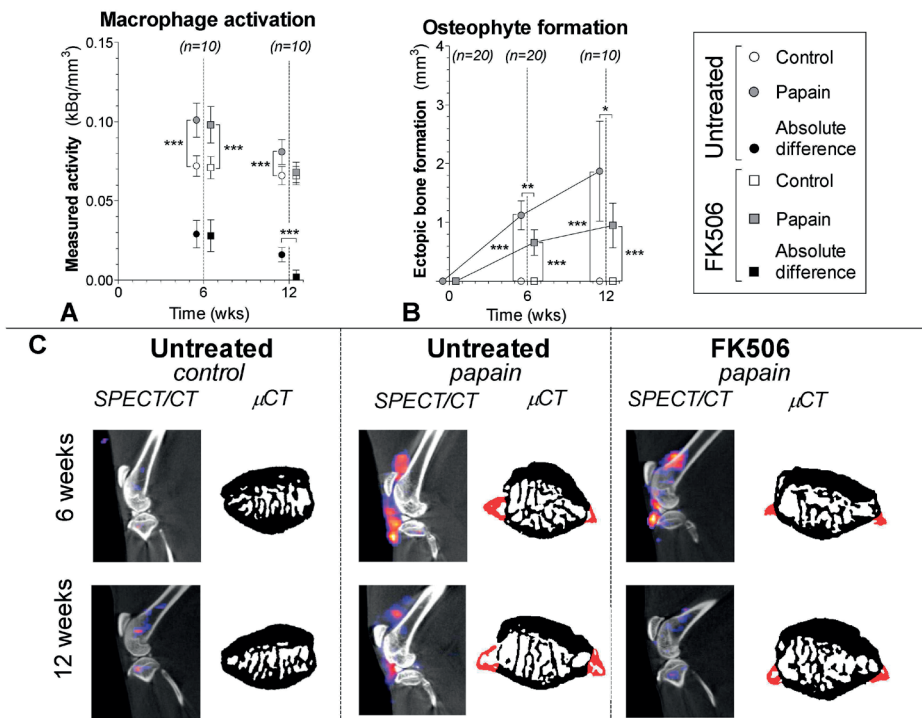 Macrophage activation
(n=10) (n=10)
Measured activity (kBq/mm³)
0.15
0.10
0.05
0.00
*** *** *** ***
0 6 12
Time (wks)
A
Osteophyte formation
(n=20) (n=20) (n=10)
Ectopic bone formation (mm³)
4
3
2
1
0
** * *** *** *** ***
0 6 12
Time (wks)
B
Untreated
Control
Papain
Absolute
difference
FK506
Control
Papain
Absolute
difference
C
Untreated
control
SPECT/CT μCT
Untreated
papain
SPECT/CT μCT
FK506
papain
SPECT/CT μCT
6 weeks
12 weeks